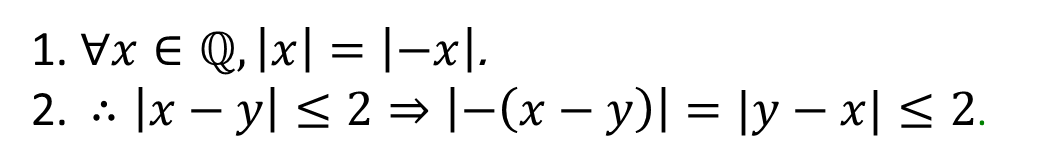 1. ∀x ∈ ℚ, |x| = |−x|.
2. ∴ |x − y| ≤ 2 ⇒ |−(x − y)| = |y − x| ≤ 2.